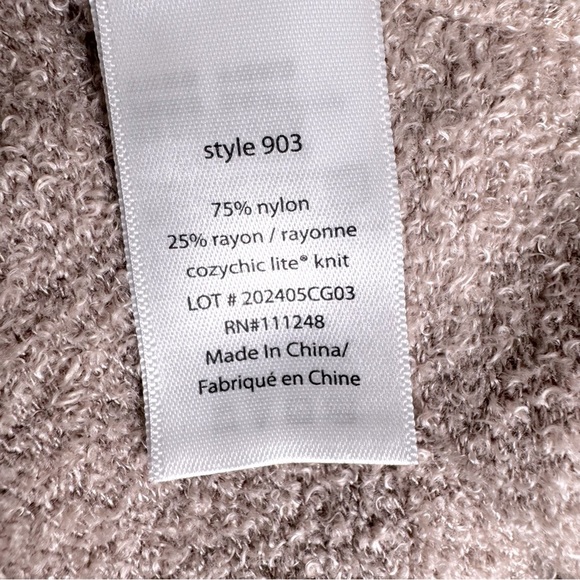 style 903
75% nylon
25% rayon / rayonne
cozychic lite® knit
LOT # 202405CG03
RN#111248
Made In China/
Fabriqué en Chine